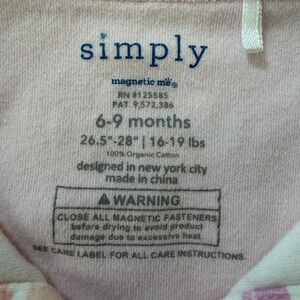 simply
magnetic me®
RN #125585
PAT. 9,572,386
6-9 months
26.5"-28" | 16-19 lbs
100% Organic Cotton
designed in new york city
made in china
⚠ WARNING
CLOSE ALL MAGNETIC FASTENERS
before drying to avoid product
damage due to excessive heat.
SEE CARE LABEL FOR ALL CARE INSTRUCTIONS.